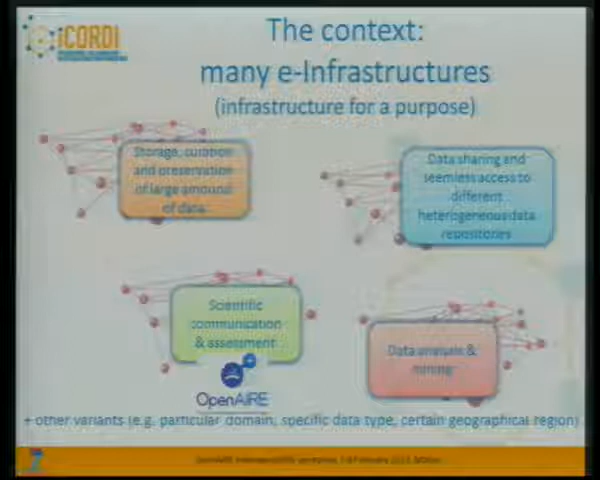 iCORDI
The context:
many e-Infrastructures
(infrastructure for a purpose)
Storage, curation
and preservation
of large amound
of data
Data sharing and
seemless access to
different
heterogeneous data
repositories
Scientific
communication
& assessment
OpenAIRE
Data analysis &
mining
+ other variants (e.g. particular domain, specific data type, certain geographical region)